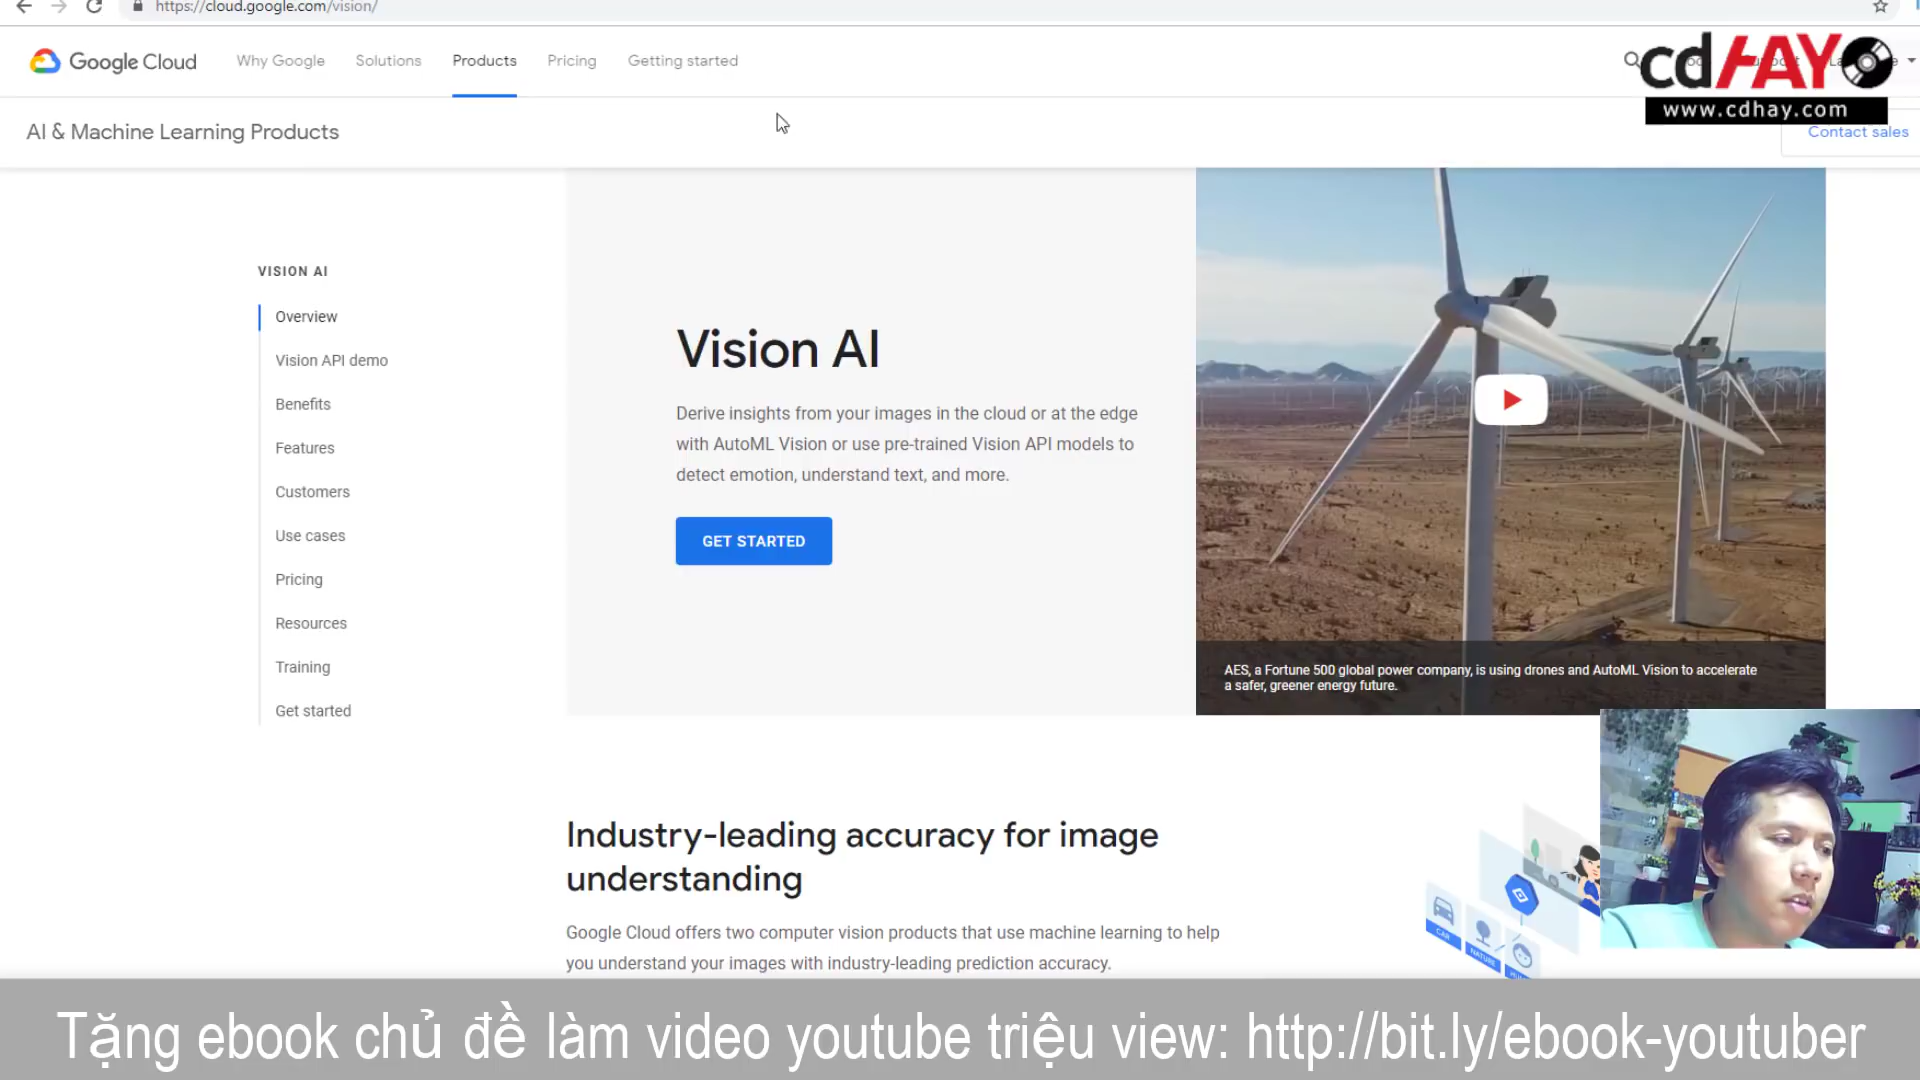 https://cloud.google.com/vision/
Google Cloud
Why Google
Solutions
Products
Pricing
Getting started
cdHAY
www.cdhay.com
AI & Machine Learning Products
Contact sales
VISION AI
Overview
Vision API demo
Benefits
Features
Customers
Use cases
Pricing
Resources
Training
Get started
Vision AI
Derive insights from your images in the cloud or at the edge
with AutoML Vision or use pre-trained Vision API models to
detect emotion, understand text, and more.
GET STARTED
AES, a Fortune 500 global power company, is using drones and AutoML Vision to accelerate
a safer, greener energy future.
Industry-leading accuracy for image
understanding
Google Cloud offers two computer vision products that use machine learning to help
you understand your images with industry-leading prediction accuracy.
CAR
NATURE
Tặng ebook chủ đề làm video youtube triệu view: http://bit.ly/ebook-youtuber